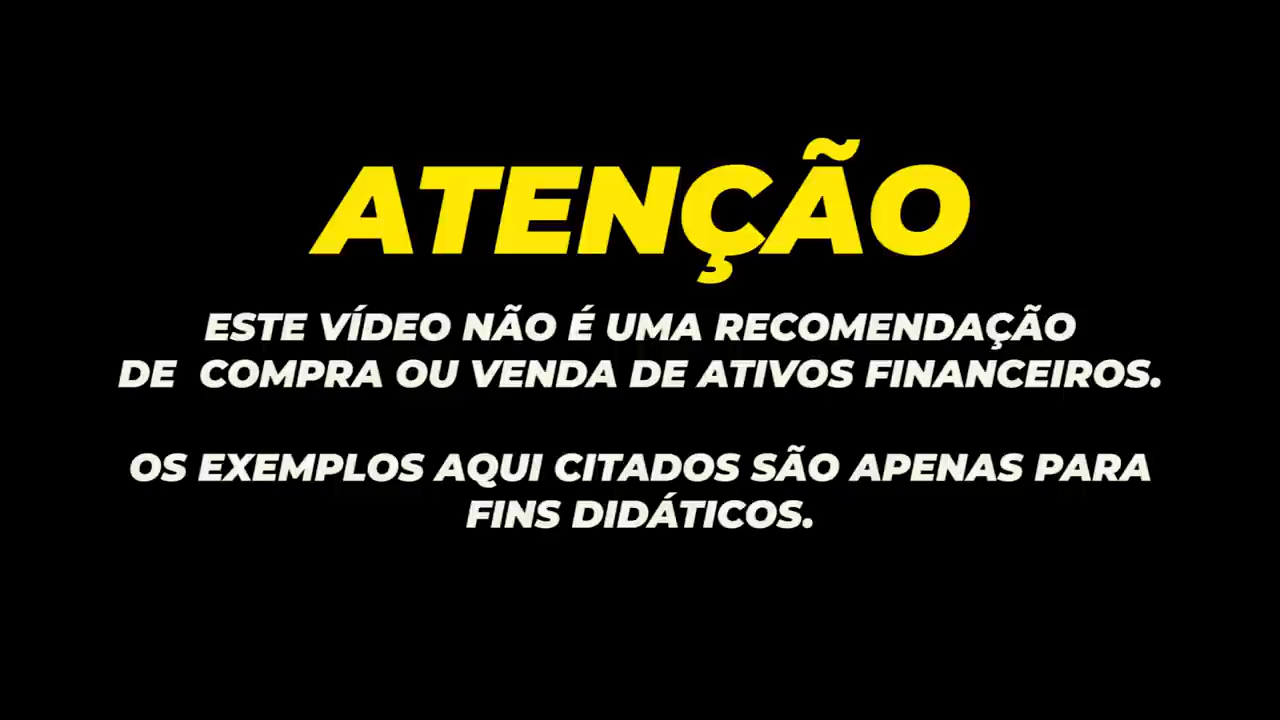 ATENÇÃO
ESTE VÍDEO NÃO É UMA RECOMENDAÇÃO
DE  COMPRA OU VENDA DE ATIVOS FINANCEIROS.
OS EXEMPLOS AQUI CITADOS SÃO APENAS PARA
FINS DIDÁTICOS.